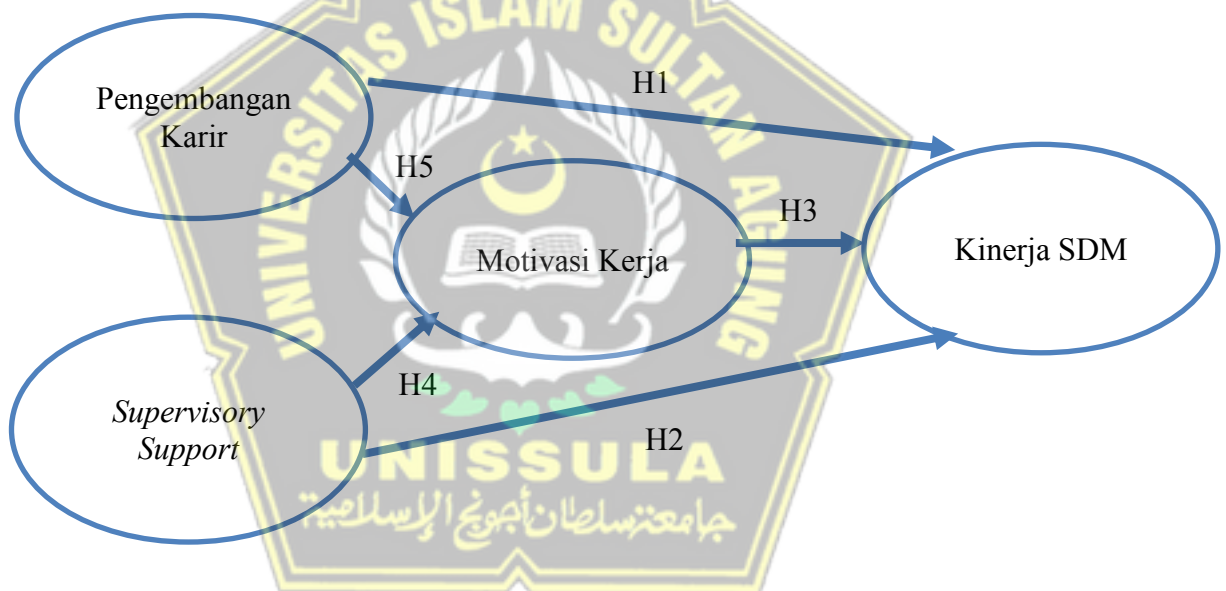 UNIVERSITAS ISLAM SULTAN AGUNG
Pengembangan
Karir
H1
H5
Motivasi Kerja
H3
Kinerja SDM
Supervisory
Support
H4
H2
UNISSULA
جامعة سلطان أجونج الإسلامية